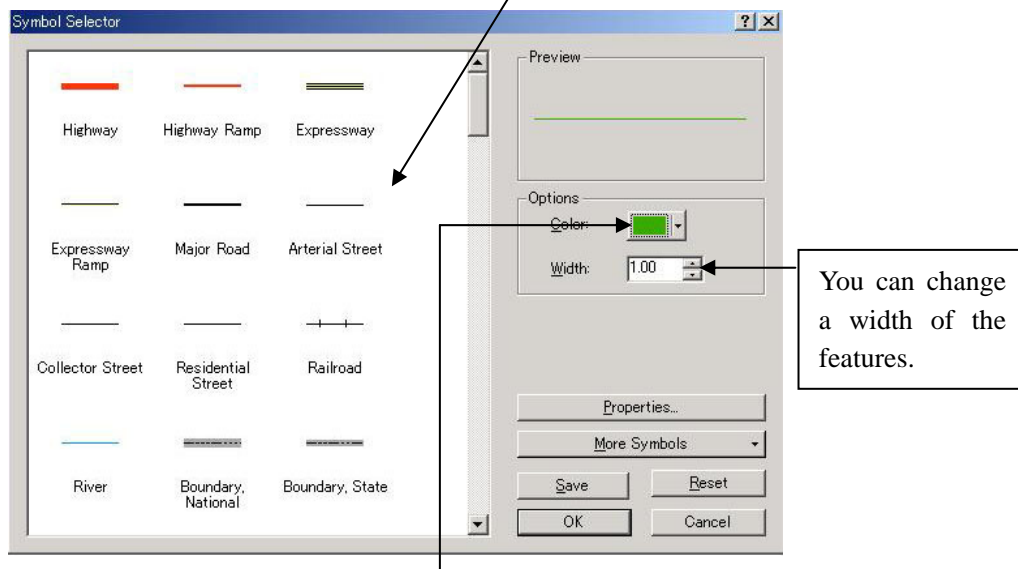 Symbol Selector
Highway
Highway Ramp
Expressway
Expressway
Ramp
Major Road
Arterial Street
Collector Street
Residential
Street
Railroad
River
Boundary,
National
Boundary, State
Preview
Options
Color:
Width:
1.00
Properties...
More Symbols
Save
Reset
OK
Cancel
You can change
a width of the
features.